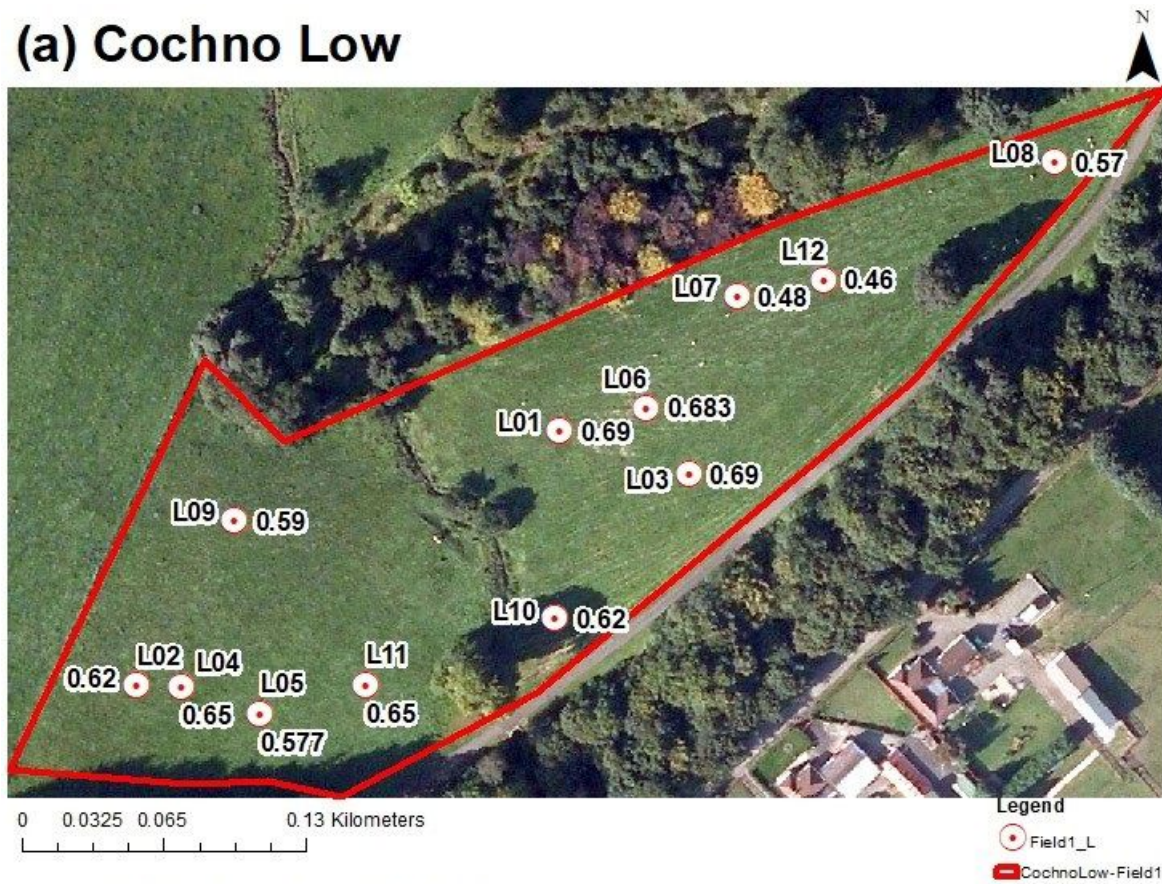 N
(a) Cochno Low
L08 0.57
L12
L07 0.48 0.46
L06
0.683
L01 0.69
L03 0.69
L09 0.59
L10 0.62
L02 L04 L11
0.62
L05
0.65 0.65
0.577
Legend
0 0.0325 0.065 0.13 Kilometers
Field1_L
CochnoLow-Field1